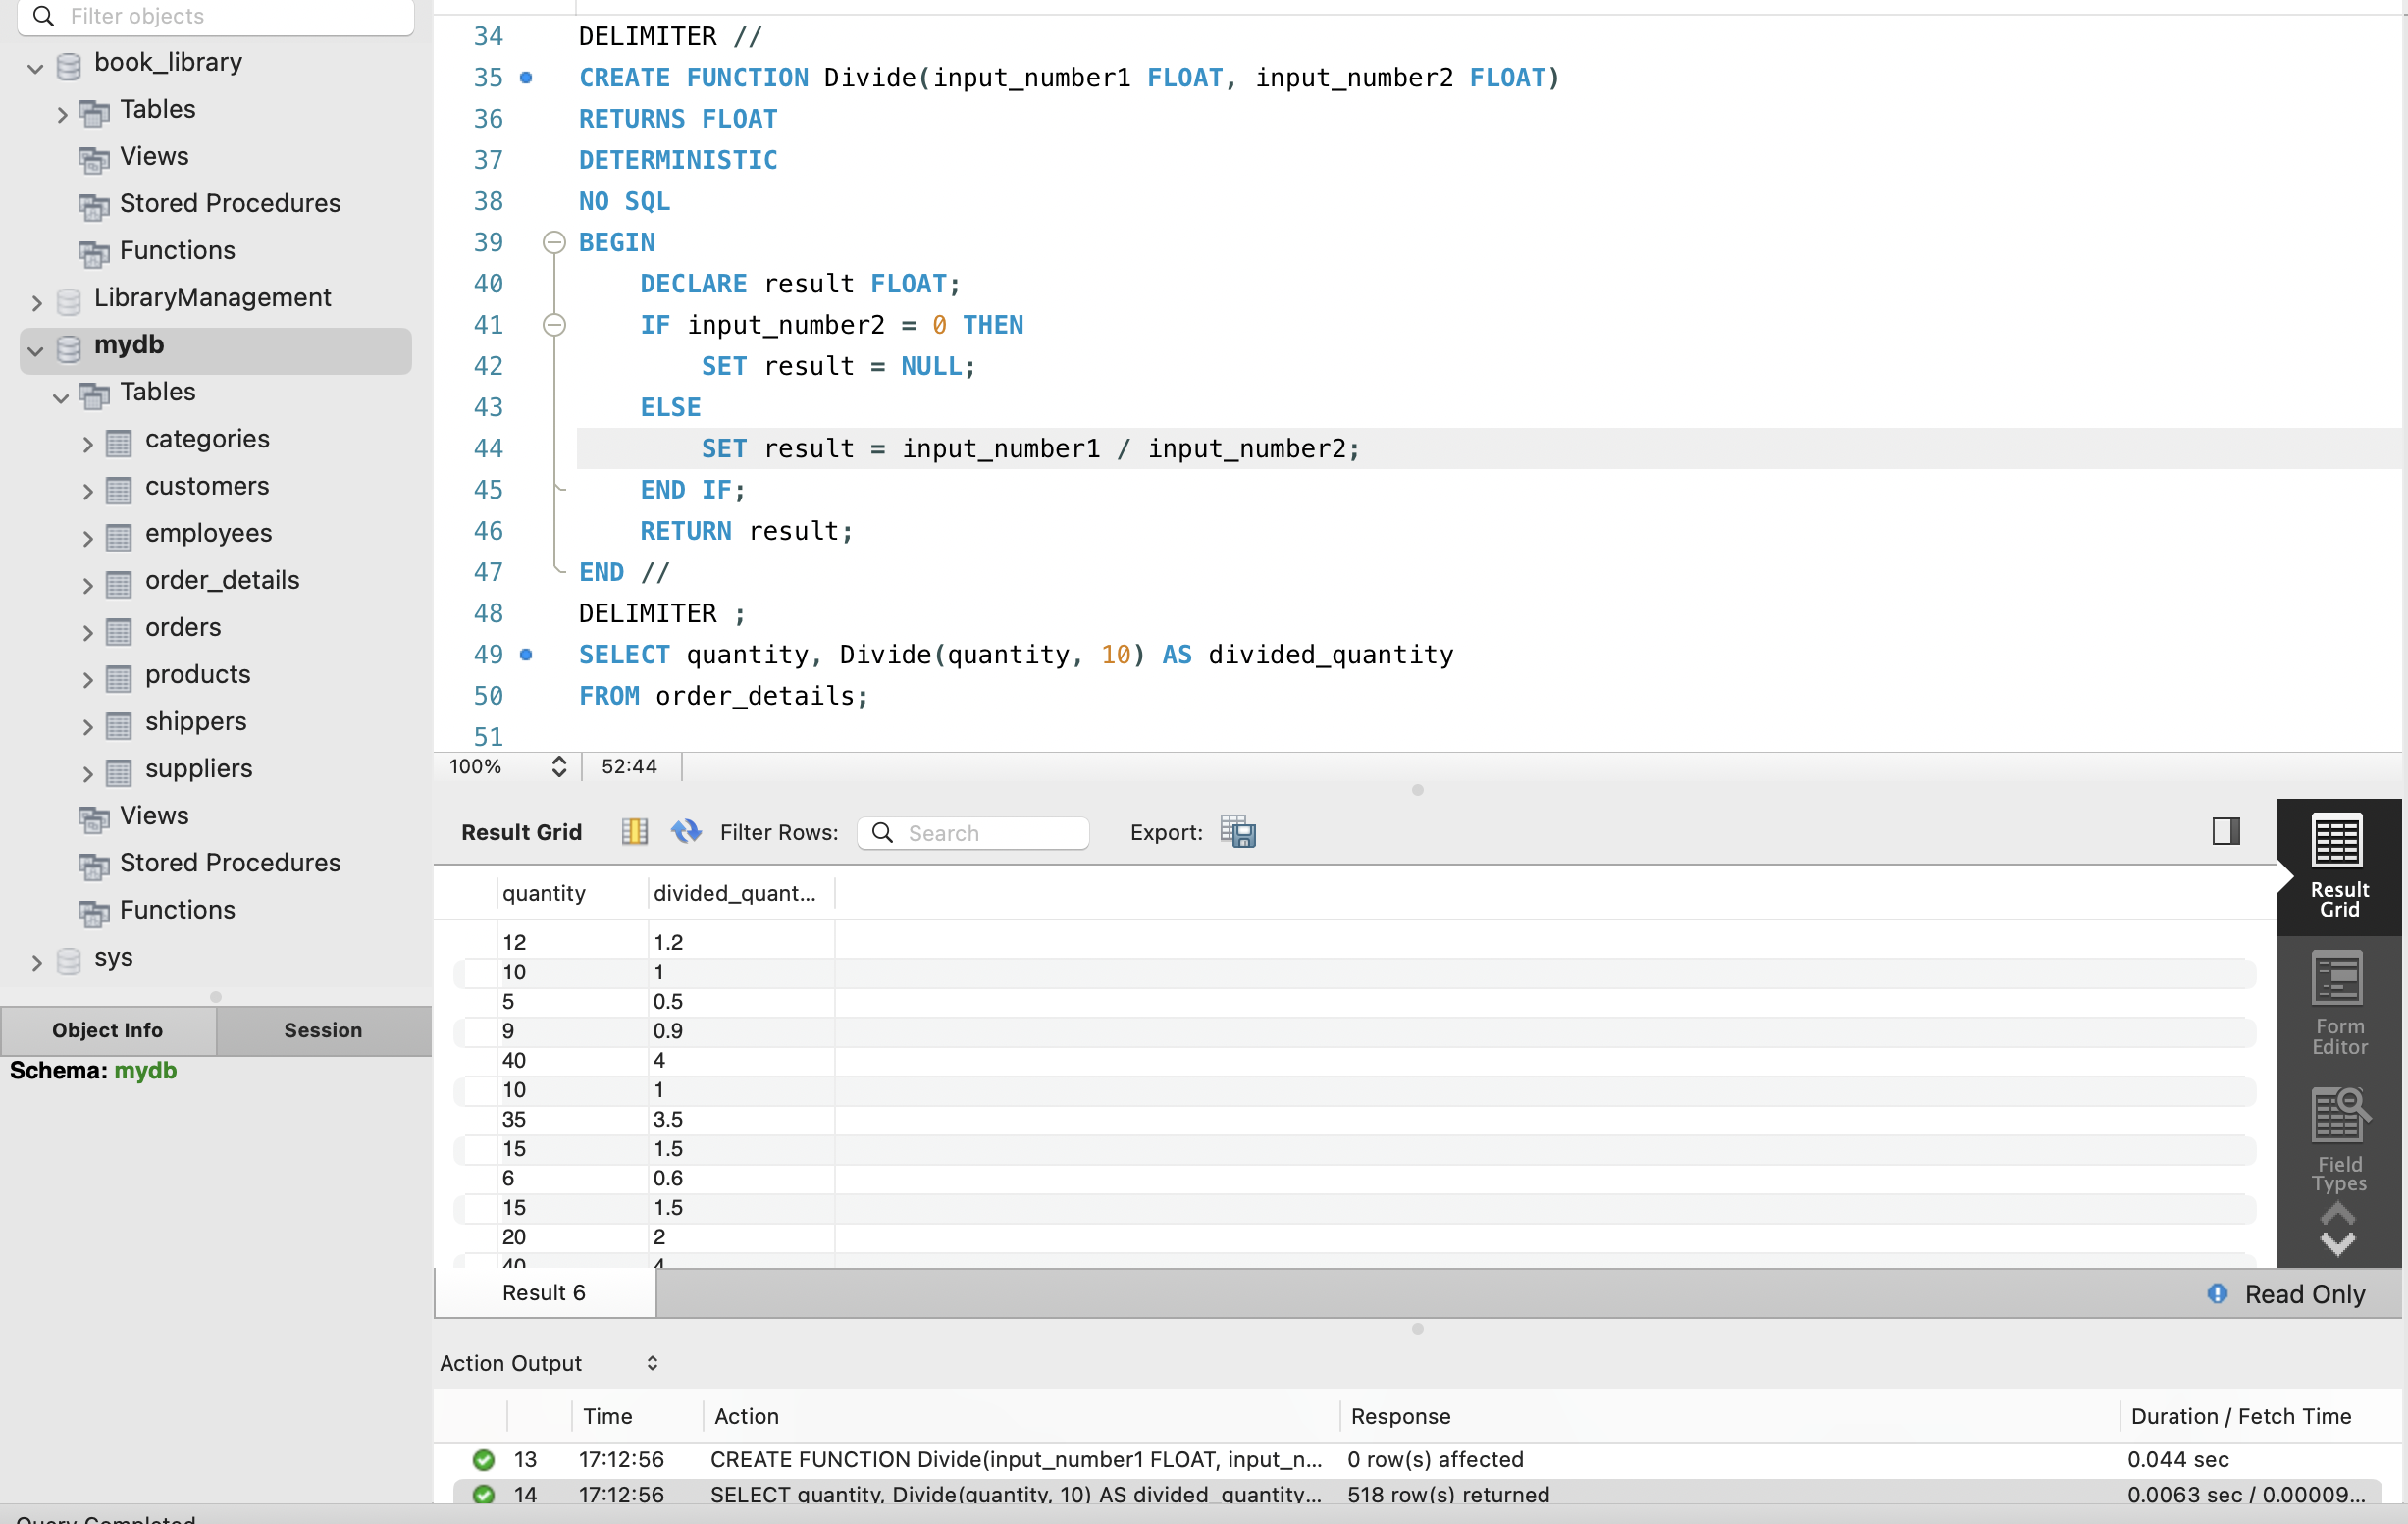 Filter objects
book_library
Tables
Views
Stored Procedures
Functions
LibraryManagement
mydb
Tables
categories
customers
employees
order_details
orders
products
shippers
suppliers
Views
Stored Procedures
Functions
sys
Object Info Session
Schema: mydb
34 DELIMITER //
35 CREATE FUNCTION Divide(input_number1 FLOAT, input_number2 FLOAT)
36 RETURNS FLOAT
37 DETERMINISTIC
38 NO SQL
39 BEGIN
40 DECLARE result FLOAT;
41 IF input_number2 = 0 THEN
42 SET result = NULL;
43 ELSE
44 SET result = input_number1 / input_number2;
45 END IF;
46 RETURN result;
47 END //
48 DELIMITER ;
49 SELECT quantity, Divide(quantity, 10) AS divided_quantity
50 FROM order_details;
51
100% 52:44
Result Grid Filter Rows: Search Export:
quantity divided_quant...
12 1.2
10 1
5 0.5
9 0.9
40 4
10 1
35 3.5
15 1.5
6 0.6
15 1.5
20 2
40 4
Result
Grid
Form
Editor
Field
Types
Result 6 Read Only
Action Output
Time Action Response Duration / Fetch Time
13 17:12:56 CREATE FUNCTION Divide(input_number1 FLOAT, input_n... 0 row(s) affected 0.044 sec
14 17:12:56 SELECT quantity, Divide(quantity, 10) AS divided_quantity... 518 row(s) returned 0.0063 sec / 0.00009...
Query Completed